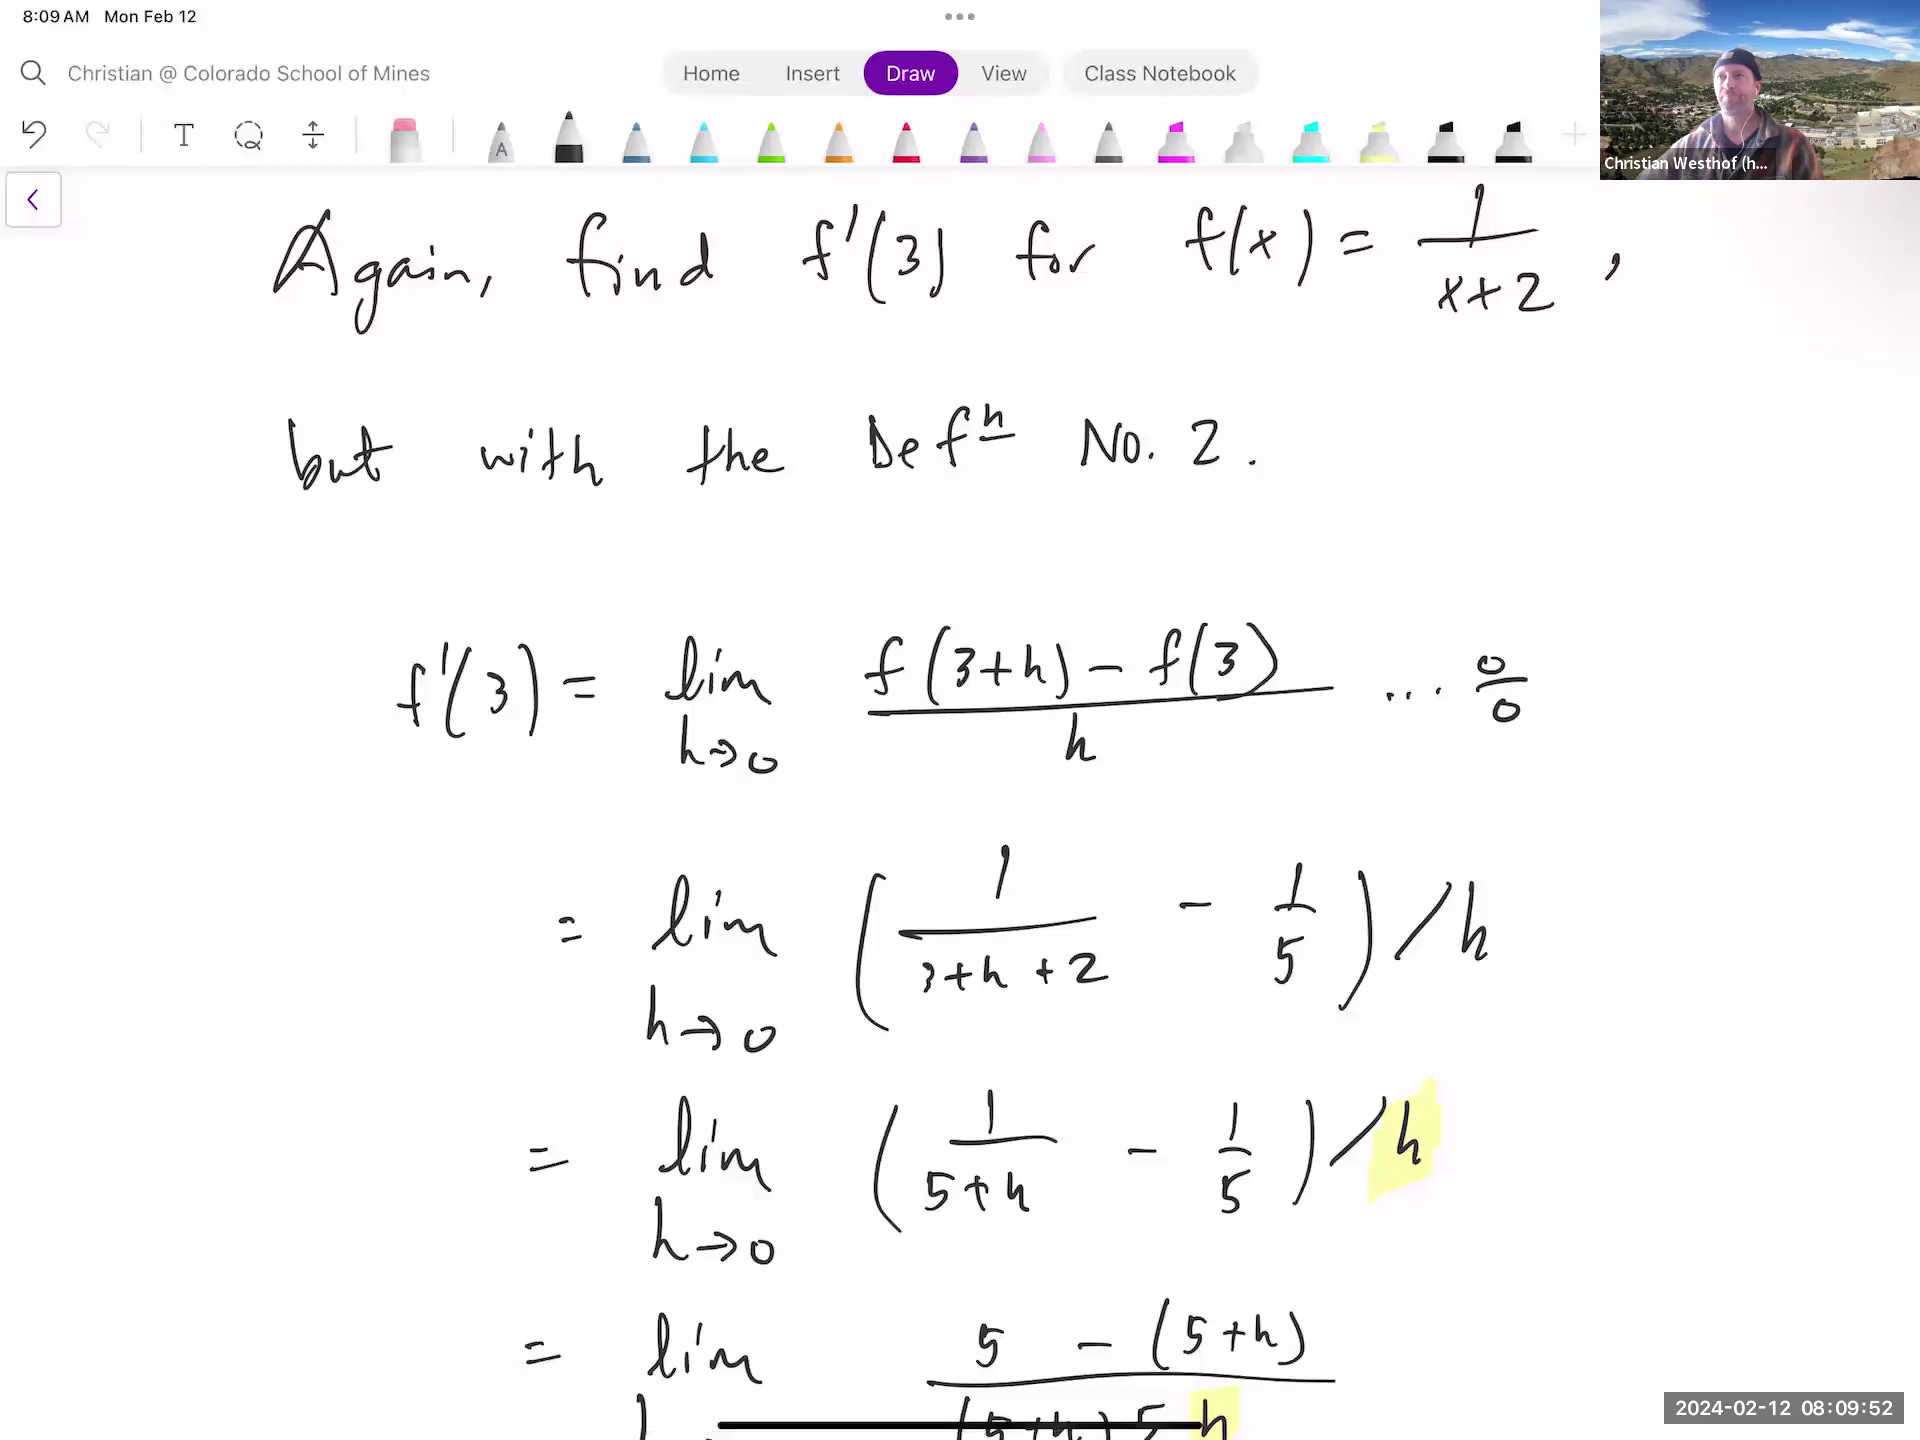 8:09 AM Mon Feb 12
Christian @ Colorado School of Mines
Home Insert Draw View Class Notebook
T A
Christian Westhof (h...
Again, find f'(3) for f(x) = 1/(x+2) ,
but with the Defn No. 2.
f'(3) = lim h→0 (f(3+h) - f(3))/h ... 0/0
= lim h→0 (1/(3+h+2) - 1/5)/h
= lim h→0 (1/(5+h) - 1/5)/h
= lim (5 - (5+h))/((5+h) 5 h)
2024-02-12 08:09:52